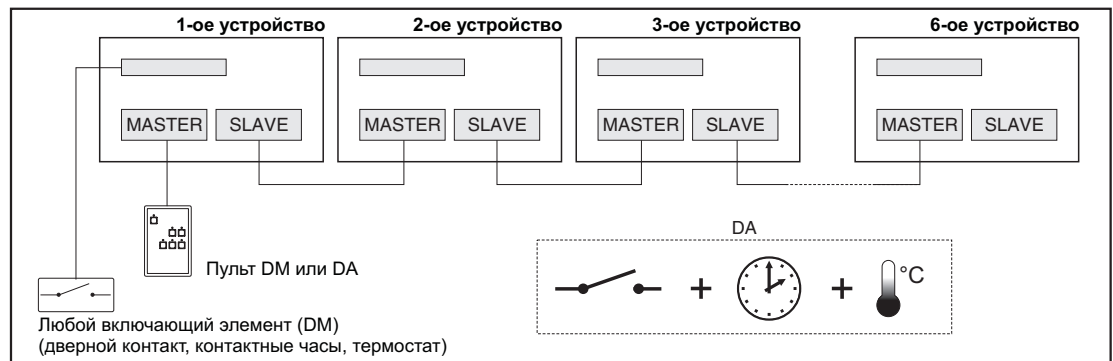 1-ое устройство 2-ое устройство 3-ое устройство 6-ое устройство
MASTER SLAVE MASTER SLAVE MASTER SLAVE MASTER SLAVE
DA
Пульт DM или DA
°C
Любой включающий элемент (DM)
(дверной контакт, контактные часы, термостат)